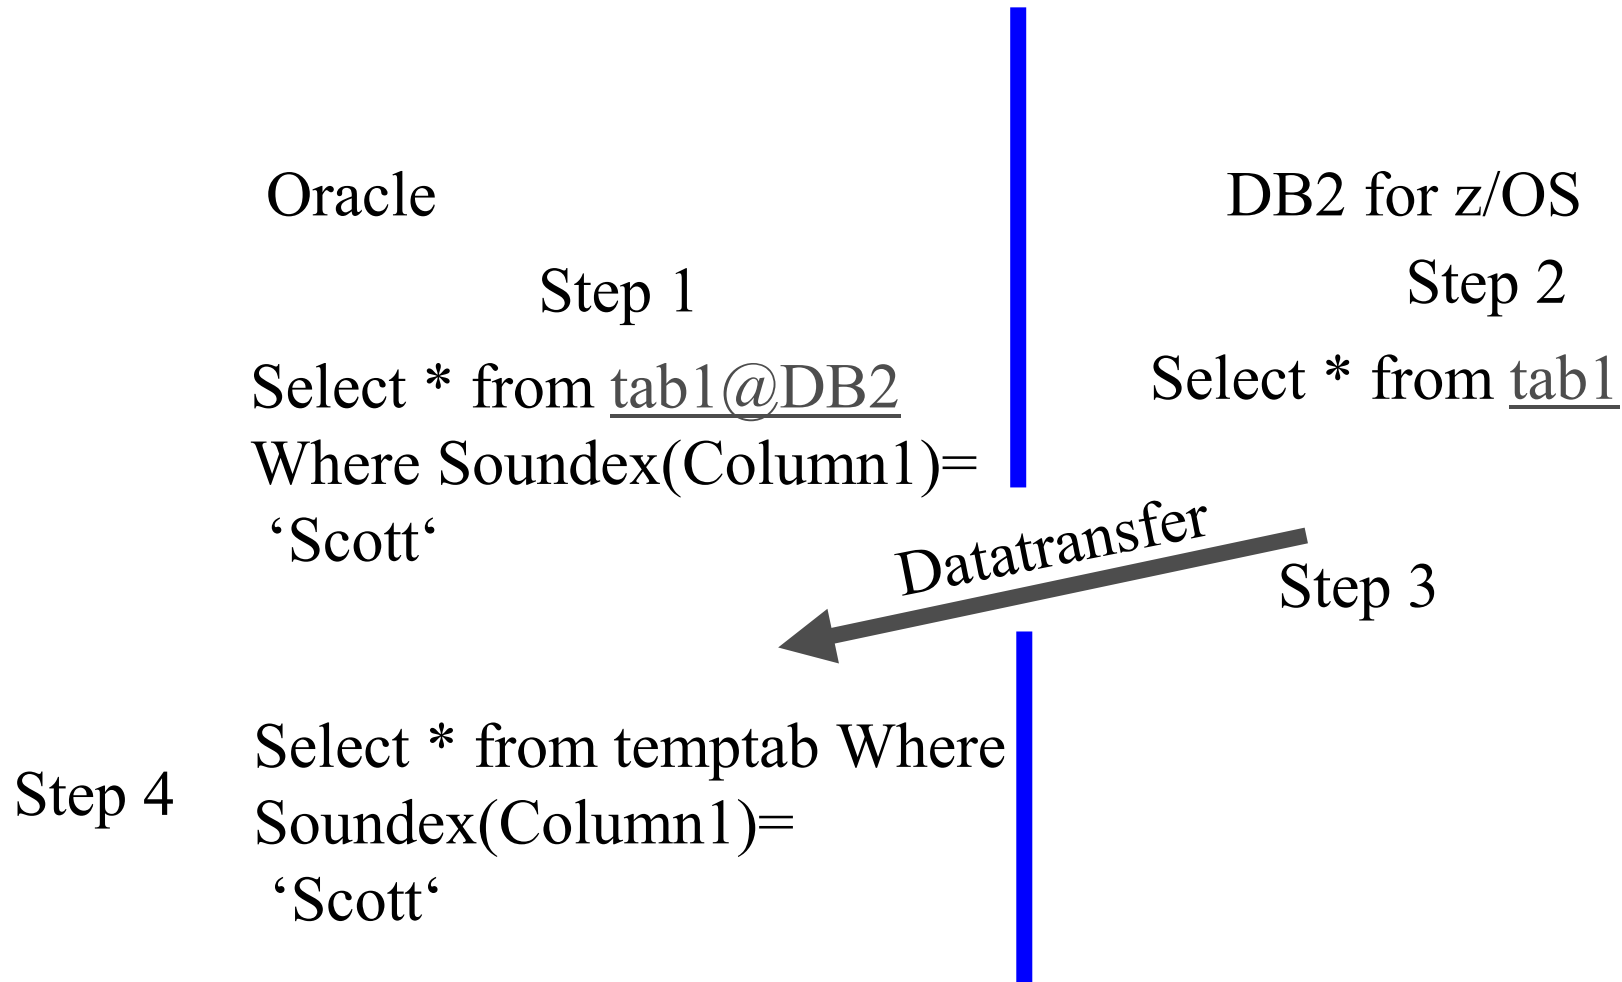 Oracle
DB2 for z/OS
Step 1
Step 2
Select * from tab1@DB2
Where Soundex(Column1)=
‘Scott‘
Select * from tab1
Datatransfer
Step 3
Step 4
Select * from temptab Where
Soundex(Column1)=
‘Scott‘